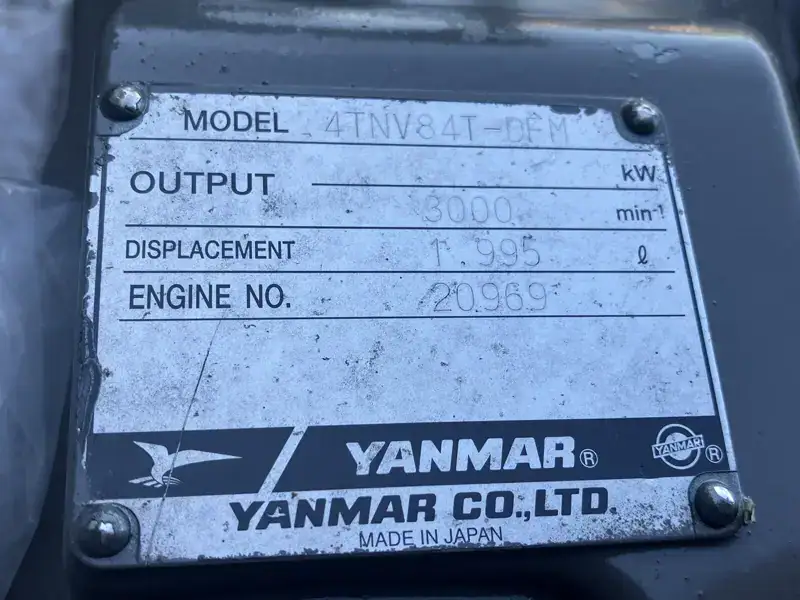 MODEL 4TNV84T-DFM
OUTPUT kW
3000 min-1
DISPLACEMENT 1.995 ℓ
ENGINE NO. 20969
YANMAR® YANMAR ®
YANMAR CO.,LTD.
MADE IN JAPAN